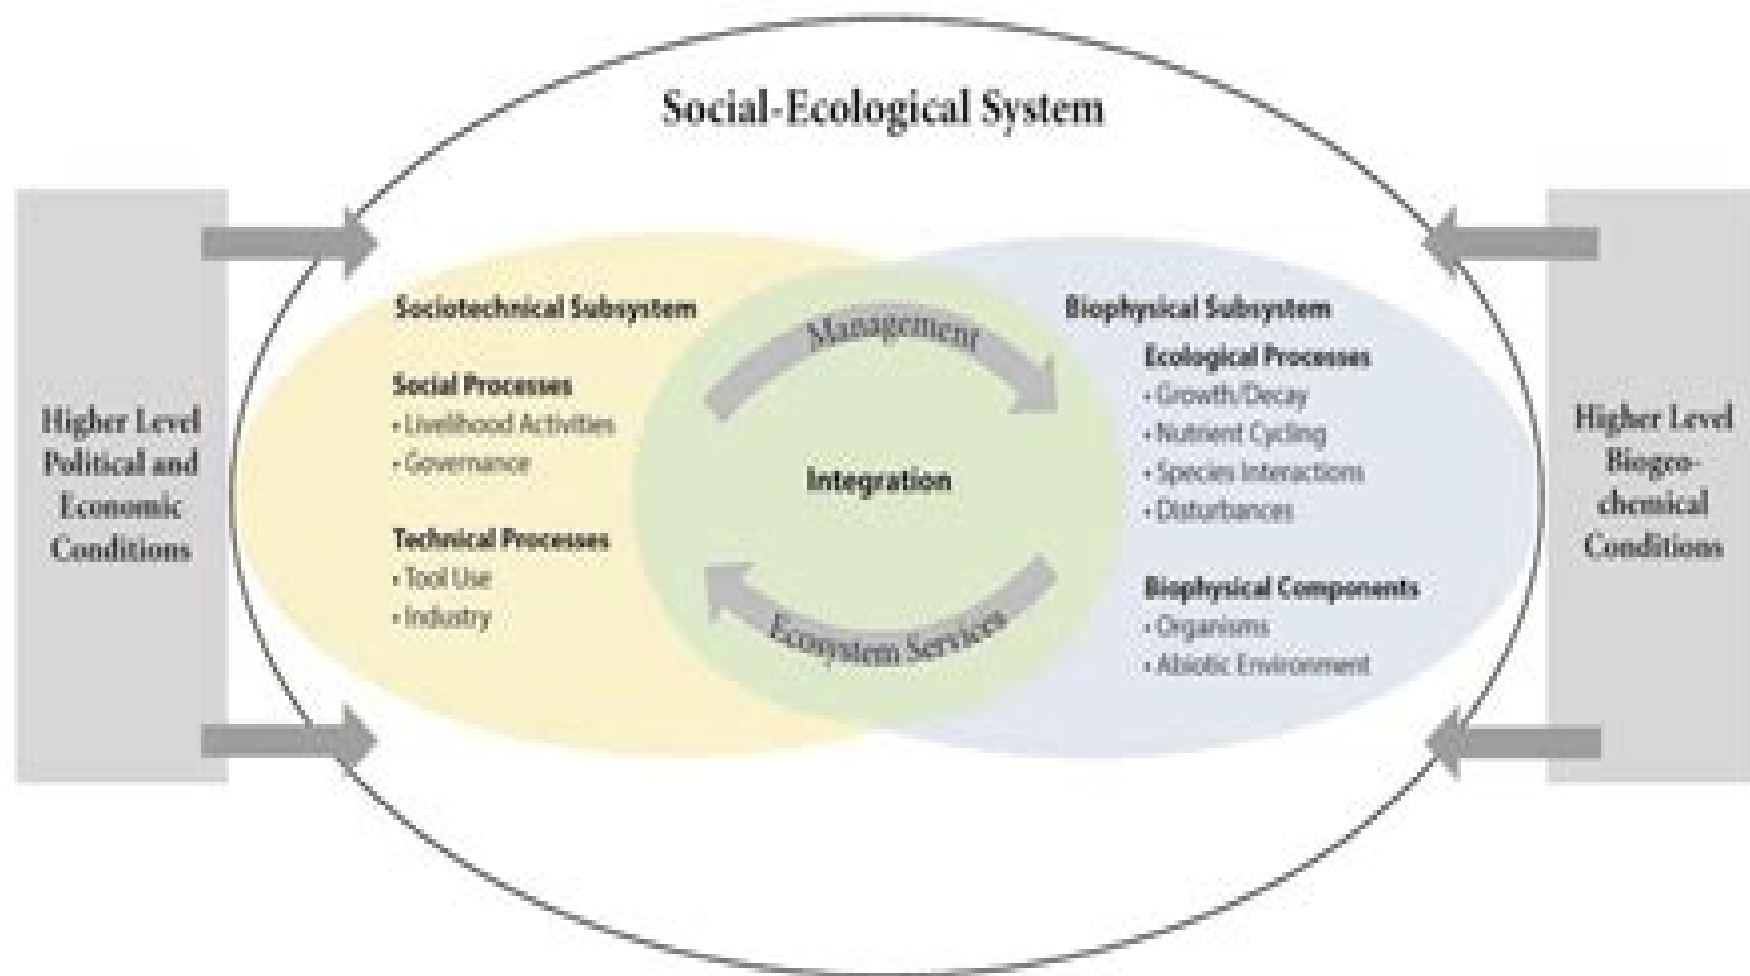 Social-Ecological System
Higher Level
Political and
Economic
Conditions
Sociotechnical Subsystem
Social Processes
• Livelihood Activities
• Governance
Technical Processes
• Tool Use
• Industry
Management
Integration
Ecosystem Services
Biophysical Subsystem
Ecological Processes
• Growth/Decay
• Nutrient Cycling
• Species Interactions
• Disturbances
Biophysical Components
• Organisms
• Abiotic Environment
Higher Level
Biogeo-
chemical
Conditions